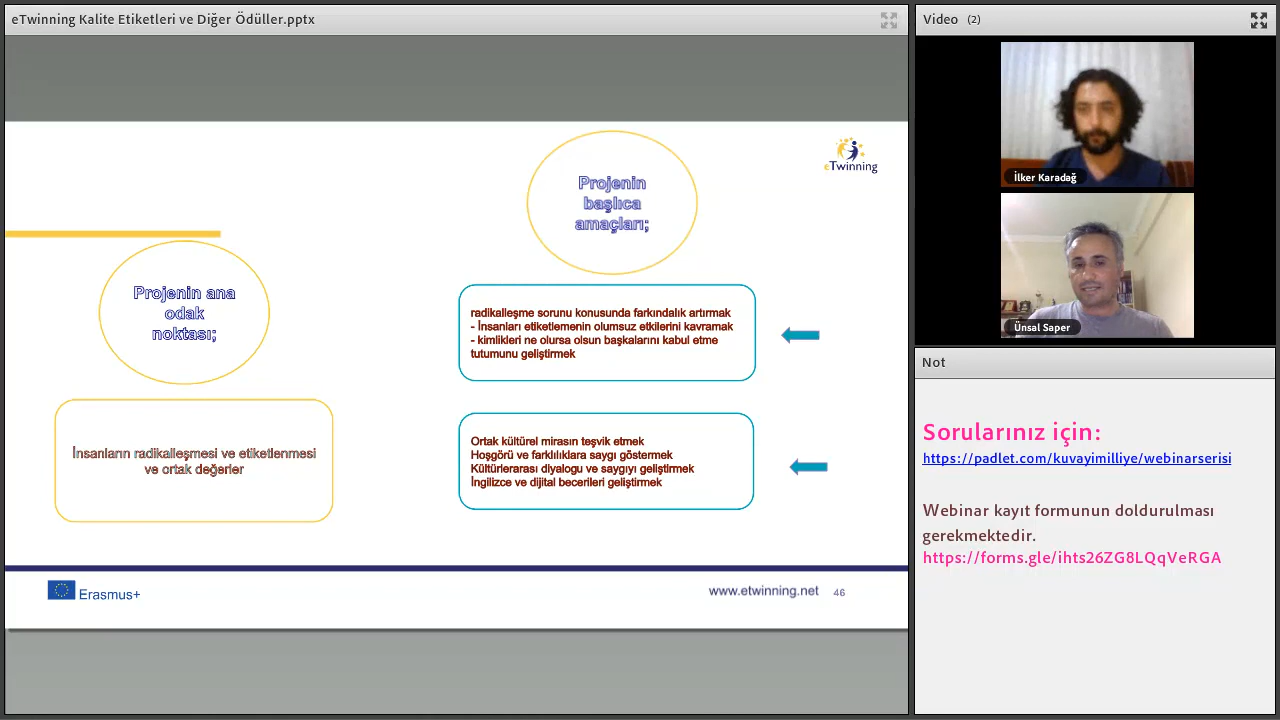 eTwinning Kalite Etiketleri ve Diğer Ödüller.pptx
eTwinning
Projenin
başlıca
amaçları;
Projenin ana
odak
noktası;
radikalleşme sorunu konusunda farkındalık artırmak
- İnsanları etiketlemenin olumsuz etkilerini kavramak
- kimlikleri ne olursa olsun başkalarını kabul etme
tutumunu geliştirmek
İnsanların radikalleşmesi ve etiketlenmesi
ve ortak değerler
Ortak kültürel mirasın teşvik etmek
Hoşgörü ve farklılıklara saygı göstermek
Kültürlerarası diyalogu ve saygıyı geliştirmek
İngilizce ve dijital becerileri geliştirmek
Erasmus+
www.etwinning.net 46
Video (2)
İlker Karadağ
Ünsal Saper
Not
Sorularınız için:
https://padlet.com/kuvayimilliye/webinarserisi
Webinar kayıt formunun doldurulması
gerekmektedir.
https://forms.gle/ihts26ZG8LQqVeRGA